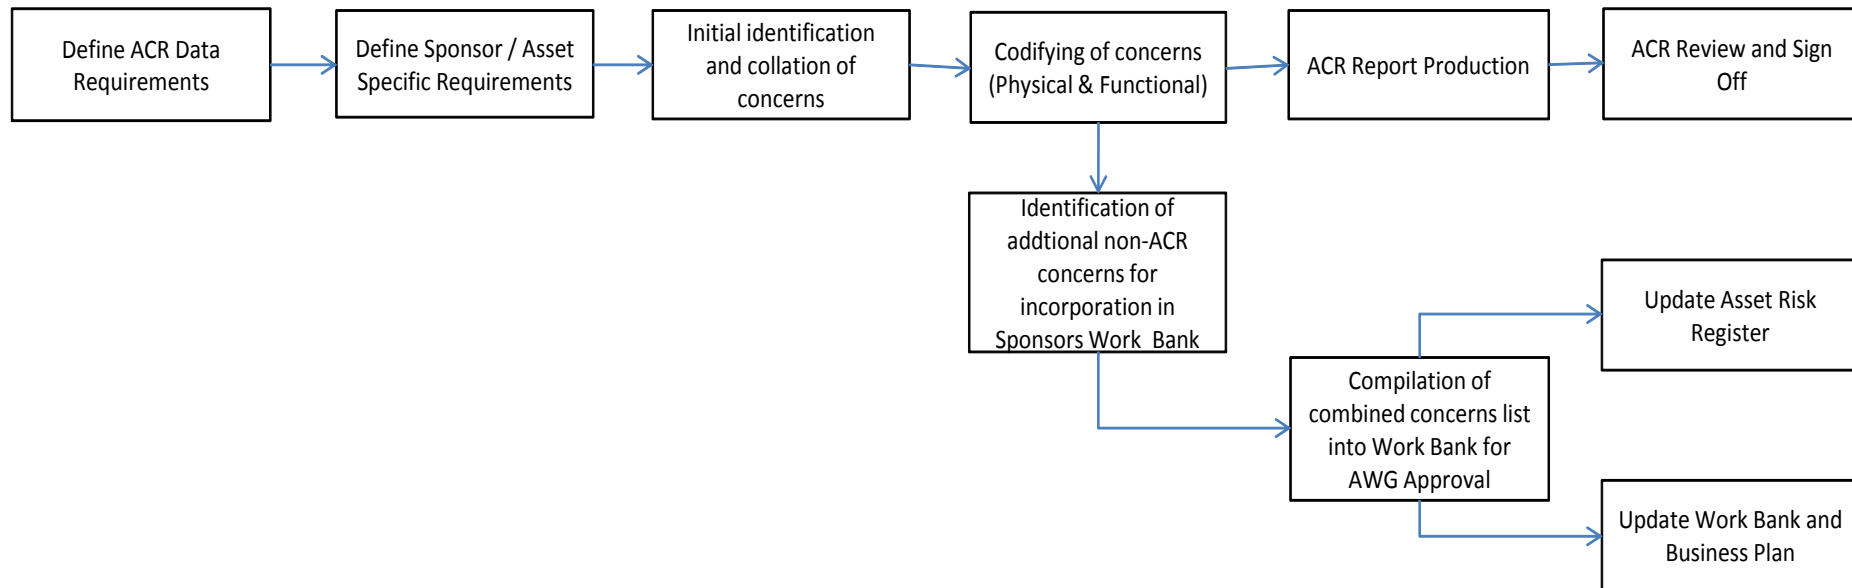 Define ACR Data
Requirements
Define Sponsor / Asset
Specific Requirements
Initial identification
and collation of
concerns
Codifying of concerns
(Physical & Functional)
ACR Report Production
ACR Review and Sign
Off
Identification of
addtional non-ACR
concerns for
incorporation in
Sponsors Work Bank
Update Asset Risk
Register
Compilation of
combined concerns list
into Work Bank for
AWG Approval
Update Work Bank and
Business Plan